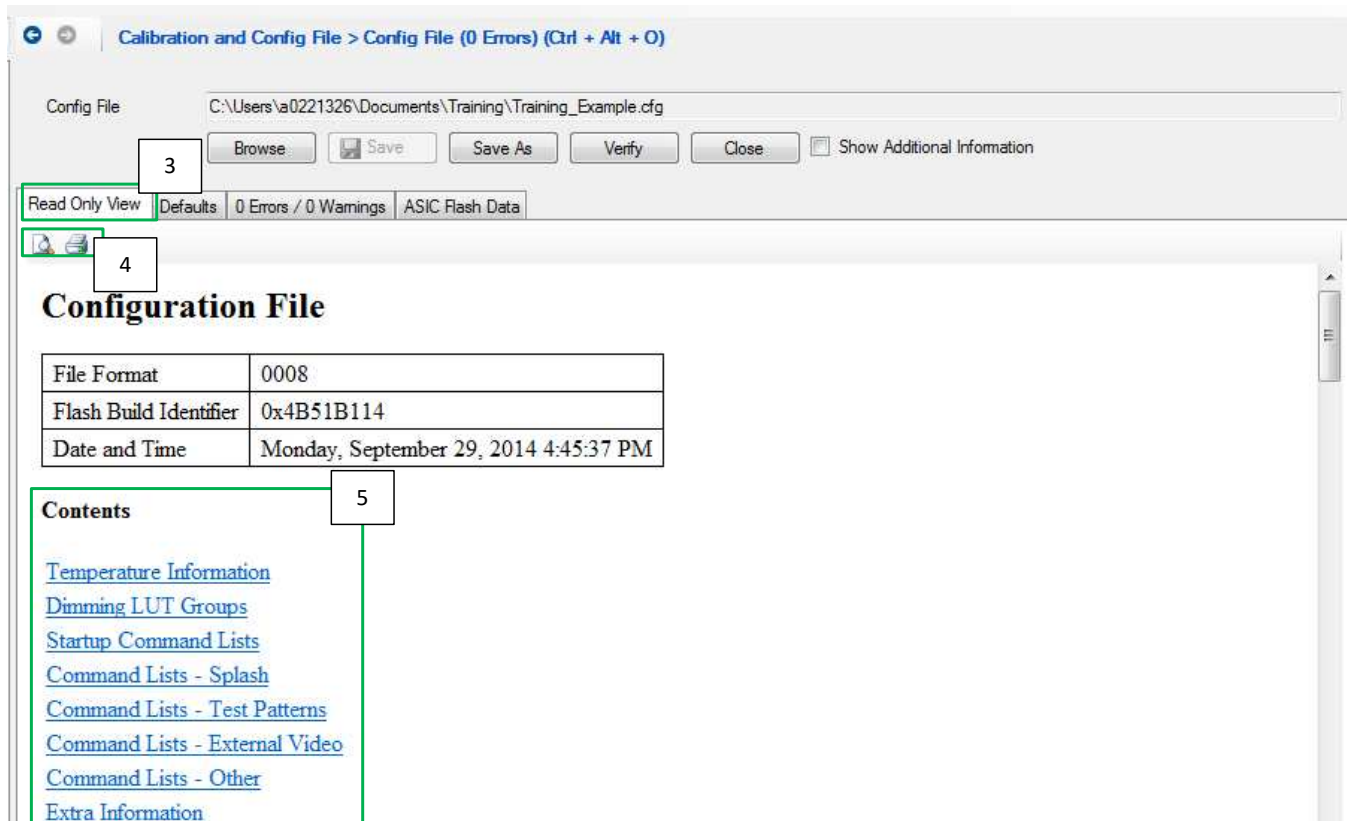 Calibration and Config File > Config File (0 Errors) (Ctrl + Alt + O)
Config File C:\Users\a0221326\Documents\Training\Training_Example.cfg
Browse Save Save As Verify Close Show Additional Information
3
Read Only View Defaults 0 Errors / 0 Warnings ASIC Flash Data
4
Configuration File
File Format 0008
Flash Build Identifier 0x4B51B114
Date and Time Monday, September 29, 2014 4:45:37 PM
5
Contents
Temperature Information
Dimming LUT Groups
Startup Command Lists
Command Lists - Splash
Command Lists - Test Patterns
Command Lists - External Video
Command Lists - Other
Extra Information